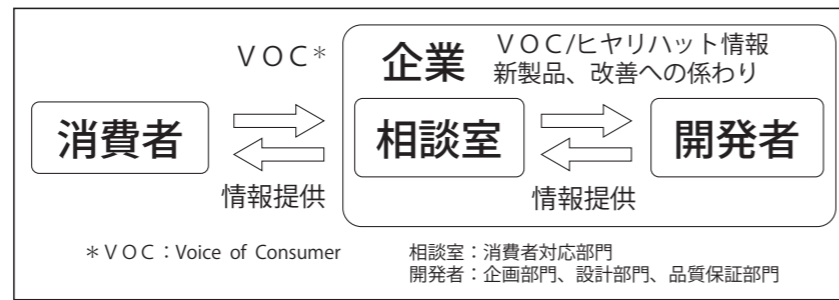 VOC*
企業
VOC/ヒヤリハット情報
新製品、改善への係わり
消費者
相談室
開発者
情報提供
情報提供
*VOC：Voice of Consumer
相談室：消費者対応部門
開発者：企画部門、設計部門、品質保証部門